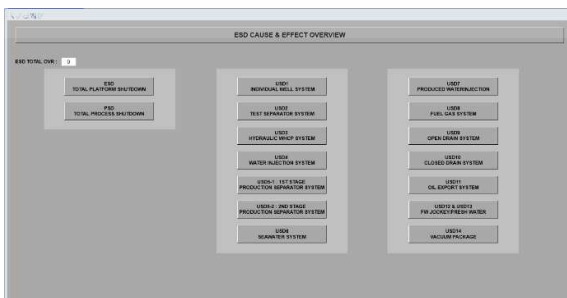 ESD CAUSE & EFFECT OVERVIEW
ESD TOTAL OVR : 0
ESD
TOTAL PLATFORM SHUTDOWN
PSD
TOTAL PROCESS SHUTDOWN
USD1
INDIVIDUAL WELL SYSTEM
USD2
TEST SEPARATOR SYSTEM
USD3
HYDRAULIC WHCP SYSTEM
USD4
WATER INJECTION SYSTEM
USD5-1 : 1ST STAGE
PRODUCTION SEPARATOR SYSTEM
USD5-2 : 2ND STAGE
PRODUCTION SEPARATOR SYSTEM
USD6
SEAWATER SYSTEM
USD7
PRODUCED WATERINJECTION
USD8
FUEL GAS SYSTEM
USD9
OPEN DRAIN SYSTEM
USD10
CLOSED DRAIN SYSTEM
USD11
OIL EXPORT SYSTEM
USD12 & USD13
FW JOCKEY/FRESH WATER
USD14
VACUUM PACKAGE